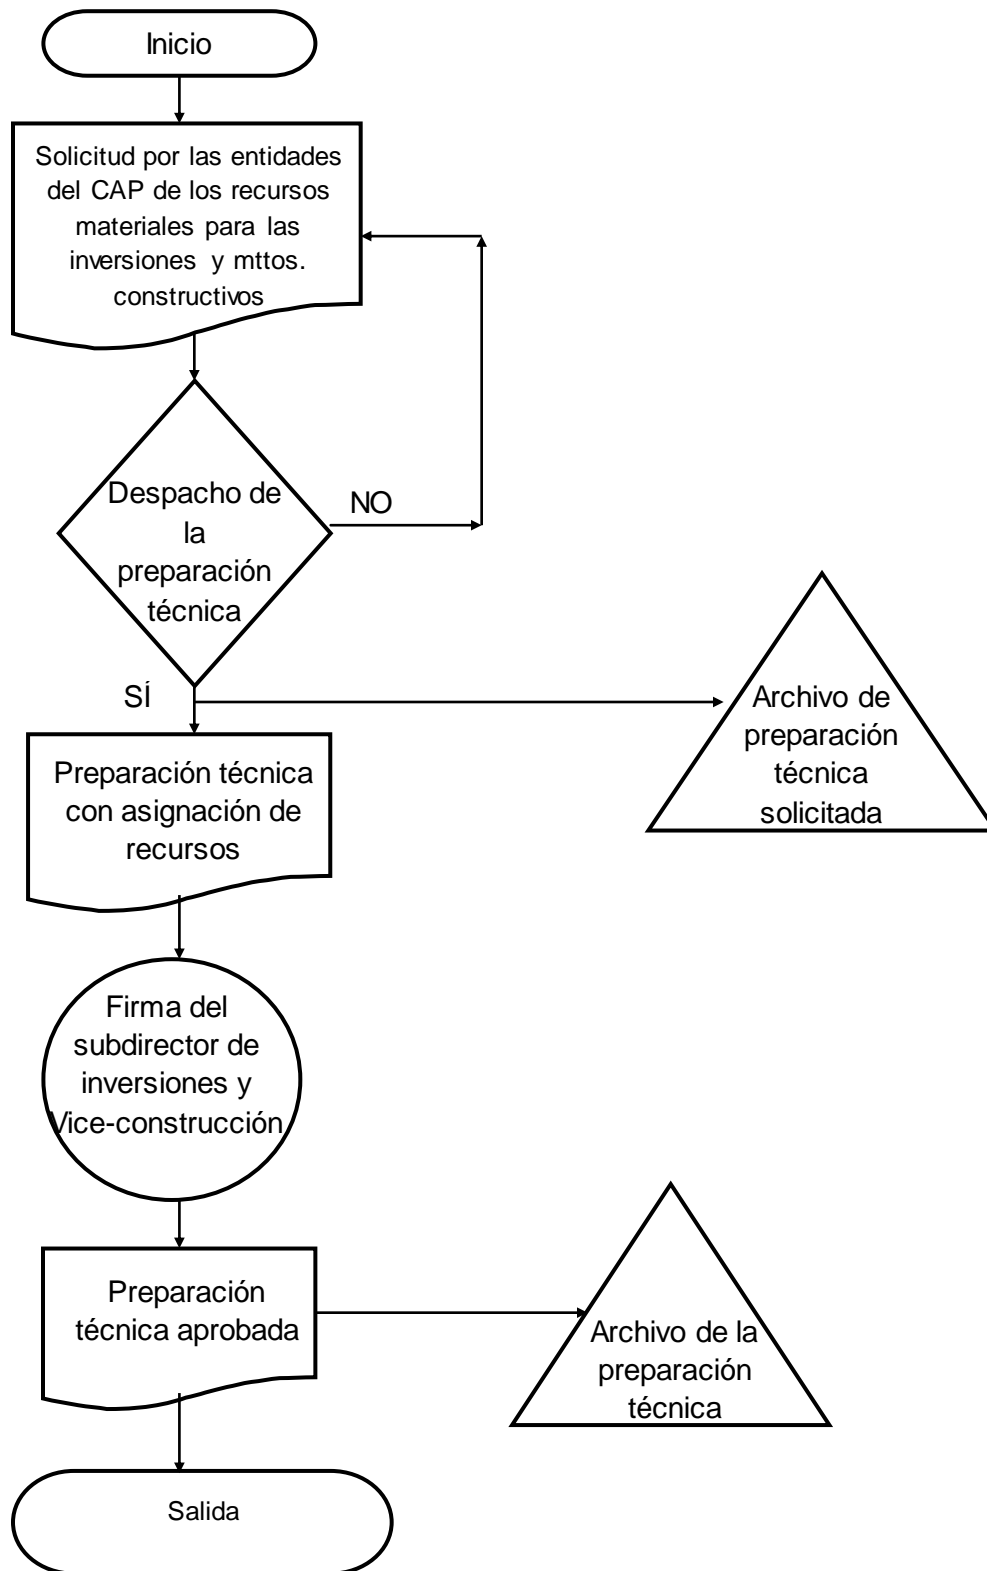 Inicio
Solicitud por las entidades
del CAP de los recursos
materiales para las
inversiones y mttos.
constructivos
Despacho de
la
preparación
técnica
NO
SÍ
Archivo de
preparación
técnica
solicitada
Preparación técnica
con asignación de
recursos
Firma del
subdirector de
inversiones y
Vice-construcción
Preparación
técnica aprobada
Archivo de la
preparación
técnica
Salida